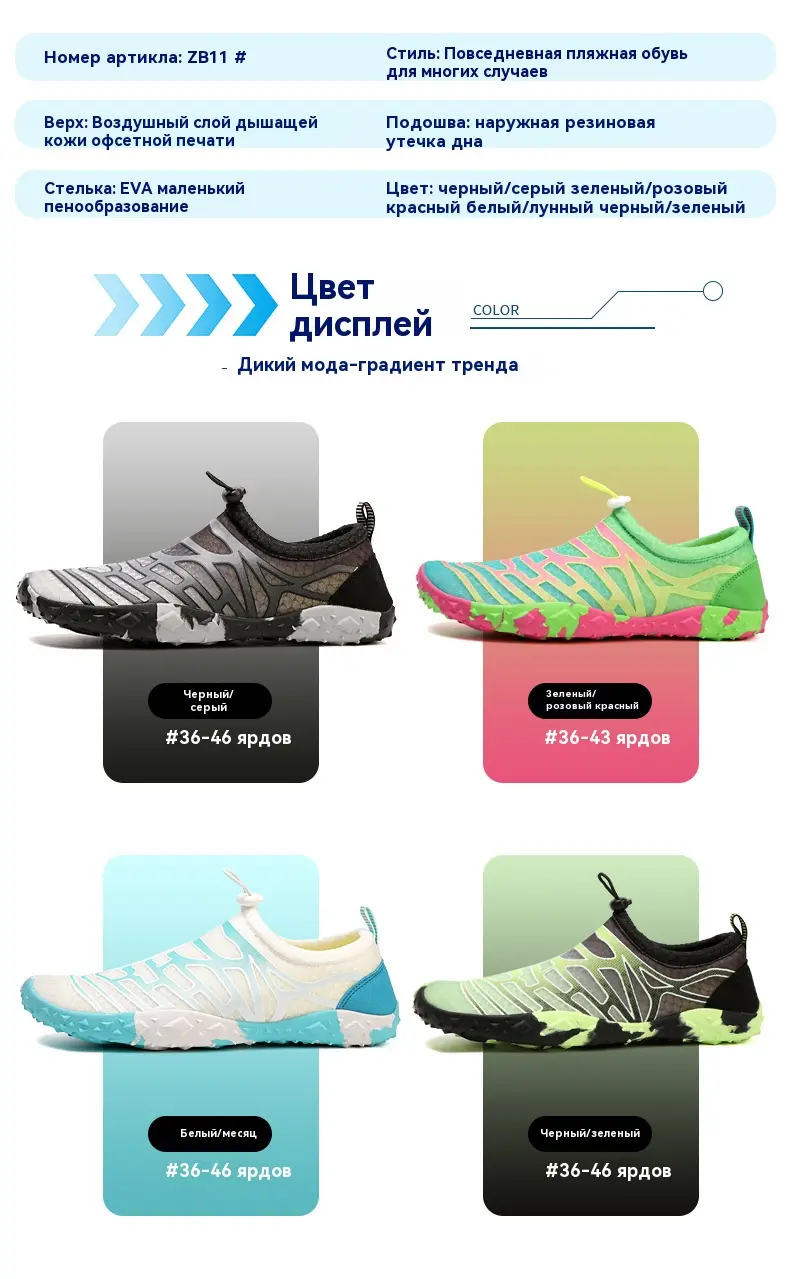 Номер артикла: ZB11 #
Стиль: Повседневная пляжная обувь
для многих случаев
Верх: Воздушный слой дышащей
кожи офсетной печати
Подошва: наружная резиновая
утечка дна
Стелька: EVA маленький
пенообразование
Цвет: черный/серый зеленый/розовый
красный белый/лунный черный/зеленый
Цвет
дисплей
COLOR
- Дикий мода-градиент тренда
Черный/
серый
#36-46 ярдов
Зеленый/
розовый красный
#36-43 ярдов
Белый/месяц
#36-46 ярдов
Черный/зеленый
#36-46 ярдов